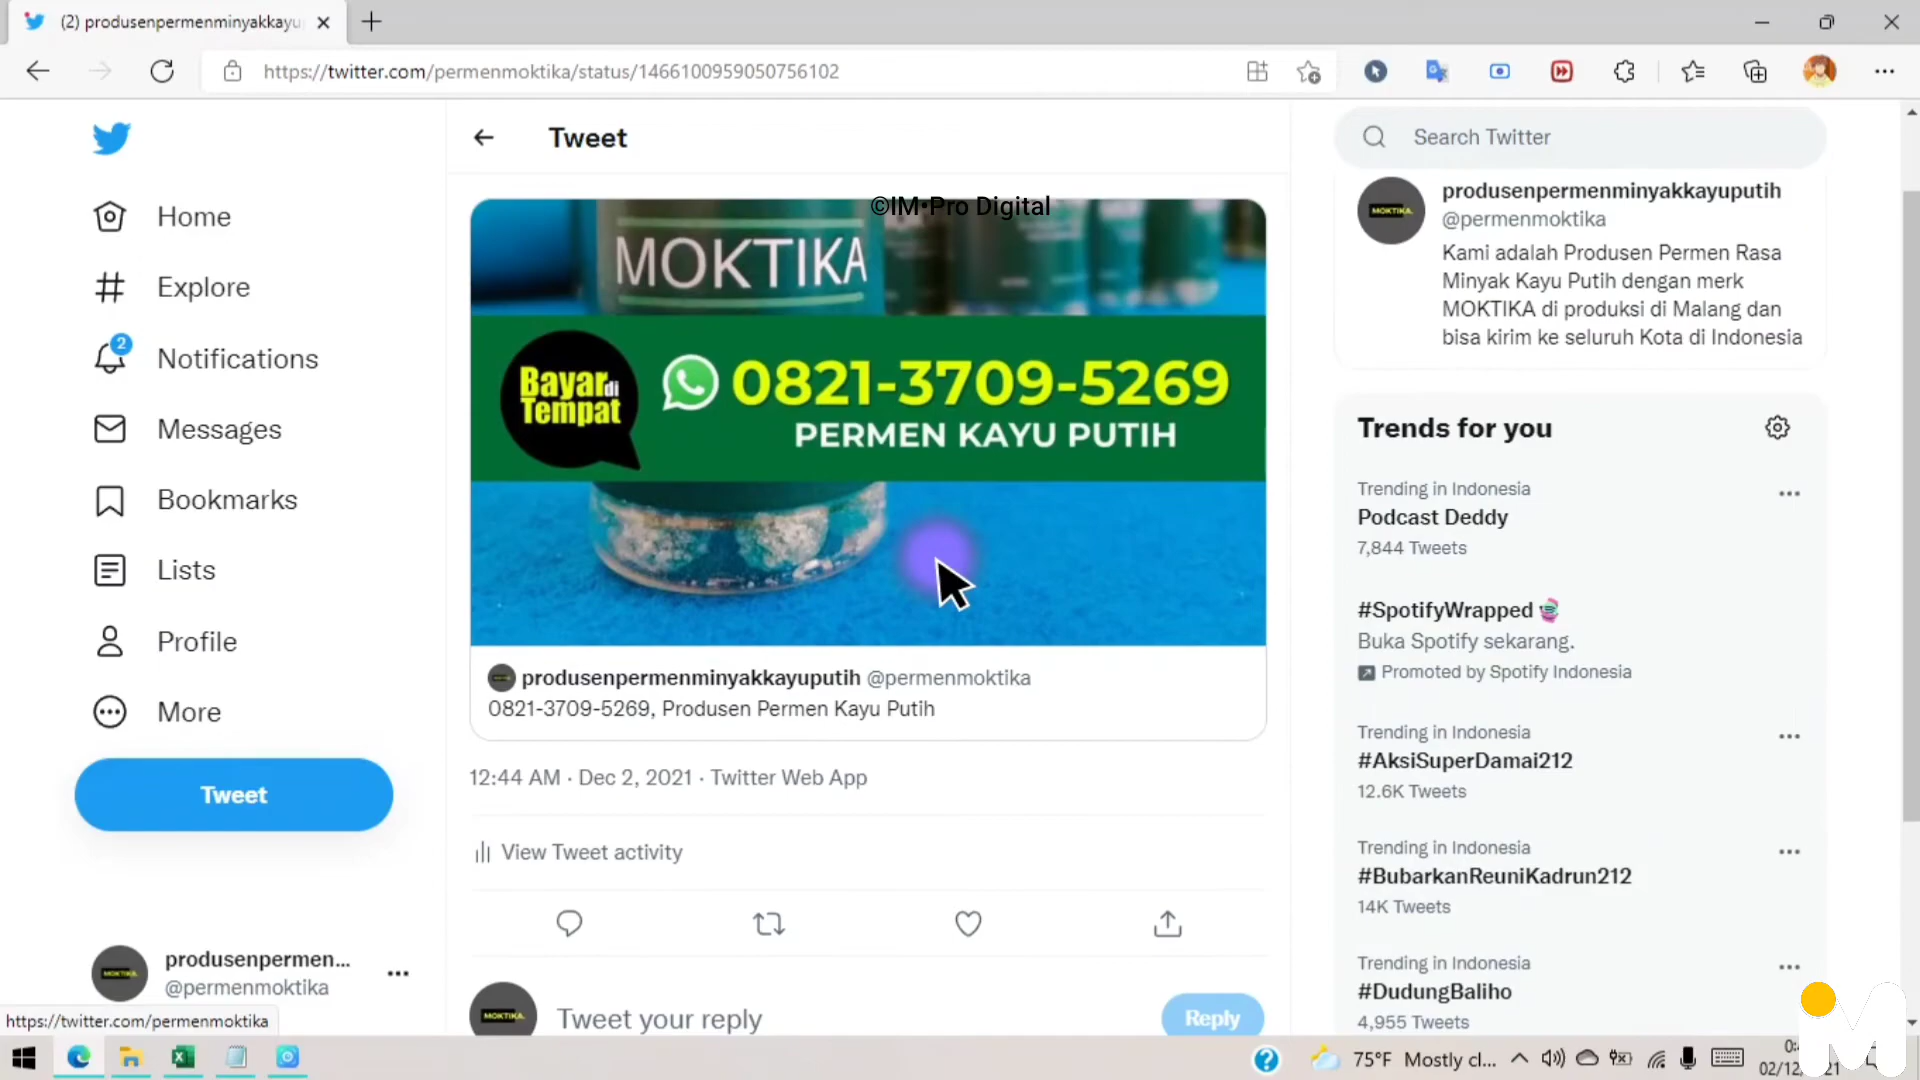 (2) produsenpermenminyakkayu
https://twitter.com/permenmoktika/status/1466100959050756102
Home
Explore
2
Notifications
Messages
Bookmarks
Lists
Profile
More
Tweet
produsenpermen...
@permenmoktika
https://twitter.com/permenmoktika
Tweet
©IM•Pro Digital
MOKTIKA
Bayar di
Tempat
0821-3709-5269
PERMEN KAYU PUTIH
produsenpermenminyakkayuputih @permenmoktika
0821-3709-5269, Produsen Permen Kayu Putih
12:44 AM · Dec 2, 2021 · Twitter Web App
View Tweet activity
MOKTIKA
Tweet your reply
Reply
Search Twitter
MOKTIKA
produsenpermenminyakkayuputih
@permenmoktika
Kami adalah Produsen Permen Rasa
Minyak Kayu Putih dengan merk
MOKTIKA di produksi di Malang dan
bisa kirim ke seluruh Kota di Indonesia
Trends for you
Trending in Indonesia
Podcast Deddy
7,844 Tweets
#SpotifyWrapped
Buka Spotify sekarang.
Promoted by Spotify Indonesia
Trending in Indonesia
#AksiSuperDamai212
12.6K Tweets
Trending in Indonesia
#BubarkanReuniKadrun212
14K Tweets
Trending in Indonesia
#DudungBaliho
4,955 Tweets
75°F Mostly cl...